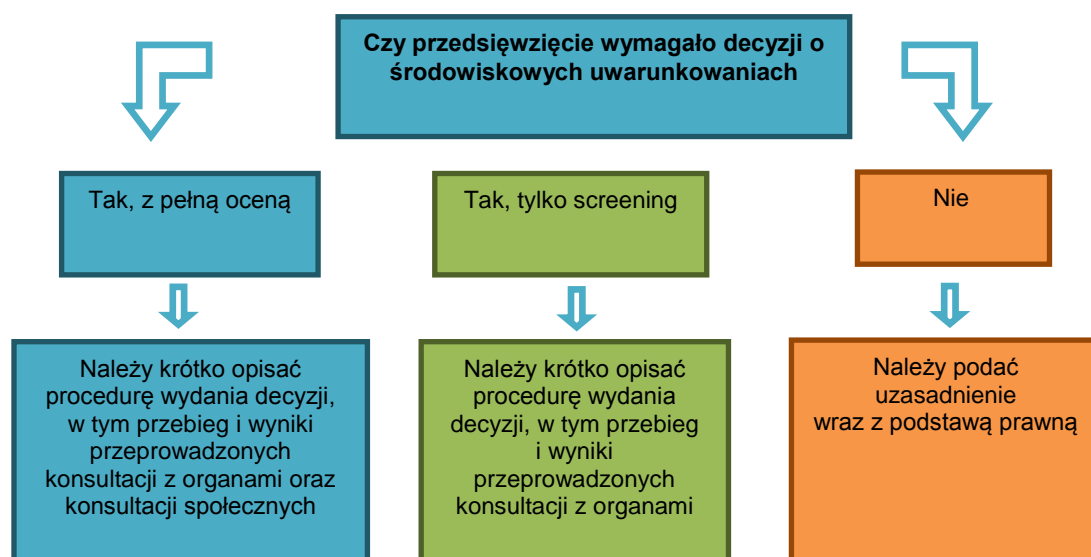 Czy przedsięwzięcie wymagało decyzji o
środowiskowych uwarunkowaniach
Tak, z pełną oceną
Tak, tylko screening
Nie
Należy krótko opisać
procedurę wydania decyzji,
w tym przebieg i wyniki
przeprowadzonych
konsultacji z organami oraz
konsultacji społecznych
Należy krótko opisać
procedurę wydania
decyzji, w tym przebieg
i wyniki
przeprowadzonych
konsultacji z organami
Należy podać
uzasadnienie
wraz z podstawą prawną